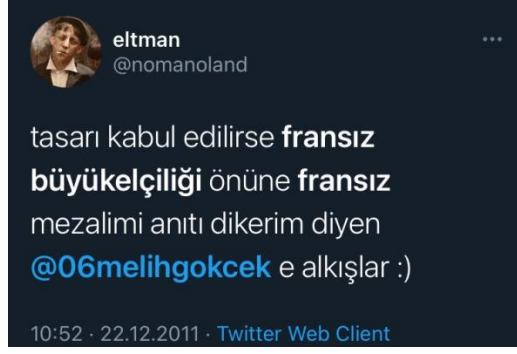 eltman
@nomanoland
tasarı kabul edilirse fransız
büyükelçiliği önüne fransız
mezalimi anıtı dikerim diyen
@06melihgokcek e alkışlar :)
10:52 · 22.12.2011 · Twitter Web Client